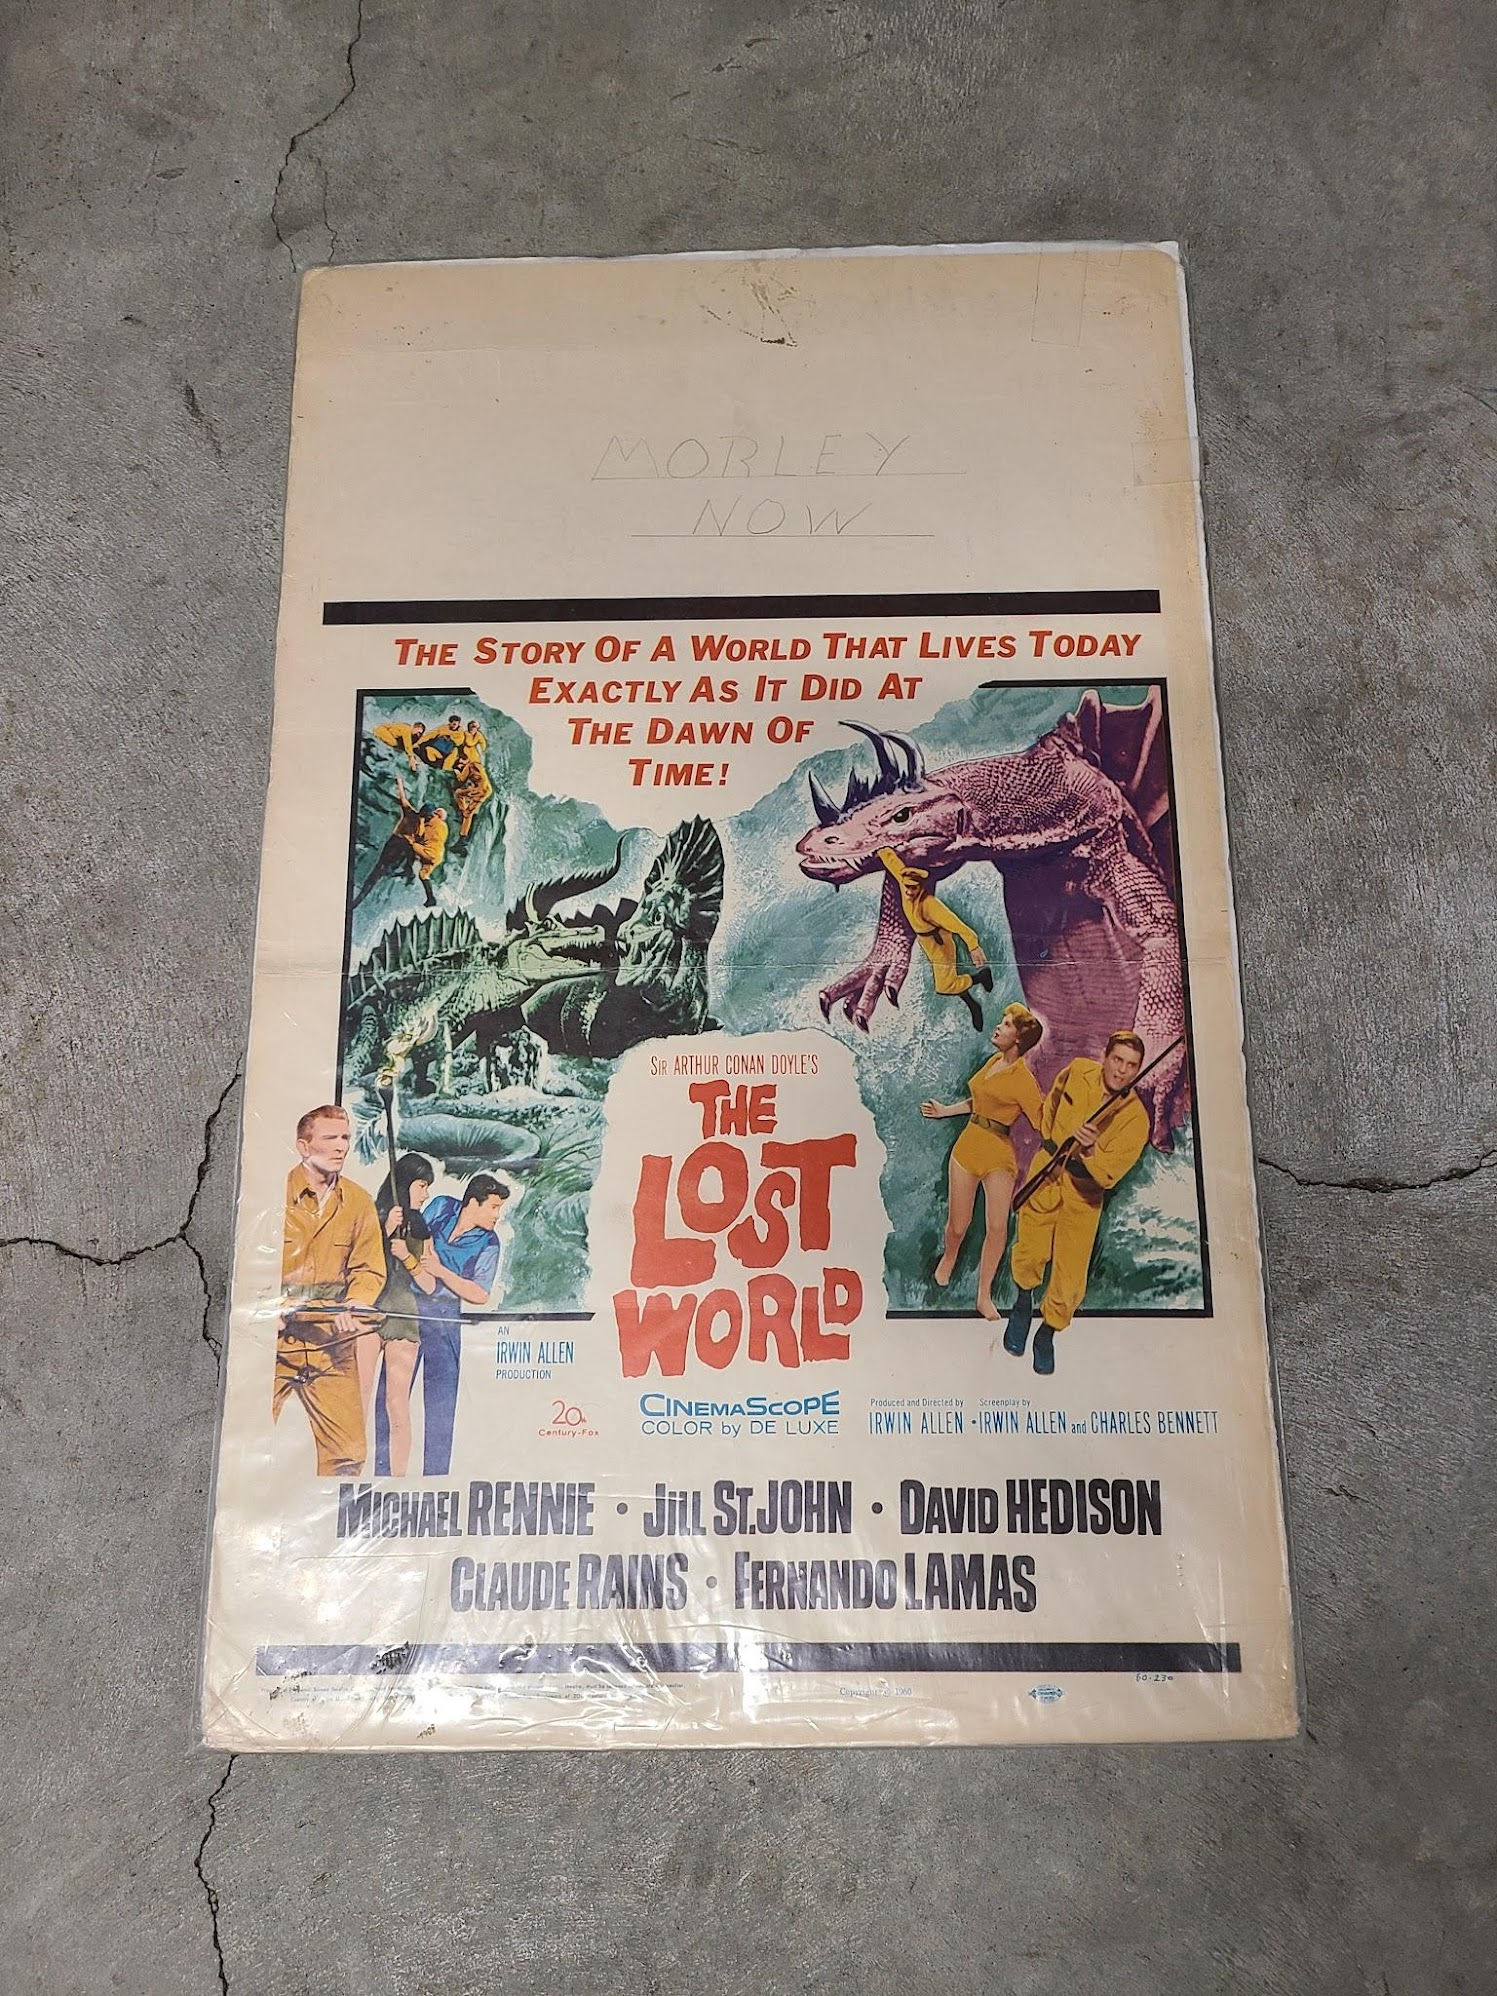 MORLEY
NOW
THE STORY OF A WORLD THAT LIVES TODAY
EXACTLY AS IT DID AT
THE DAWN OF
TIME!
SIR ARTHUR CONAN DOYLE'S
THE
LOST
WORLD
AN
IRWIN ALLEN
PRODUCTION
20th
Century-Fox
CINEMASCOPE
COLOR by DE LUXE
Produced and Directed by
IRWIN ALLEN •
Screenplay by
IRWIN ALLEN and CHARLES BENNETT
MICHAEL RENNIE • JILL ST. JOHN • DAVID HEDISON
CLAUDE RAINS • FERNANDO LAMAS
Copyright © 1960
60-230